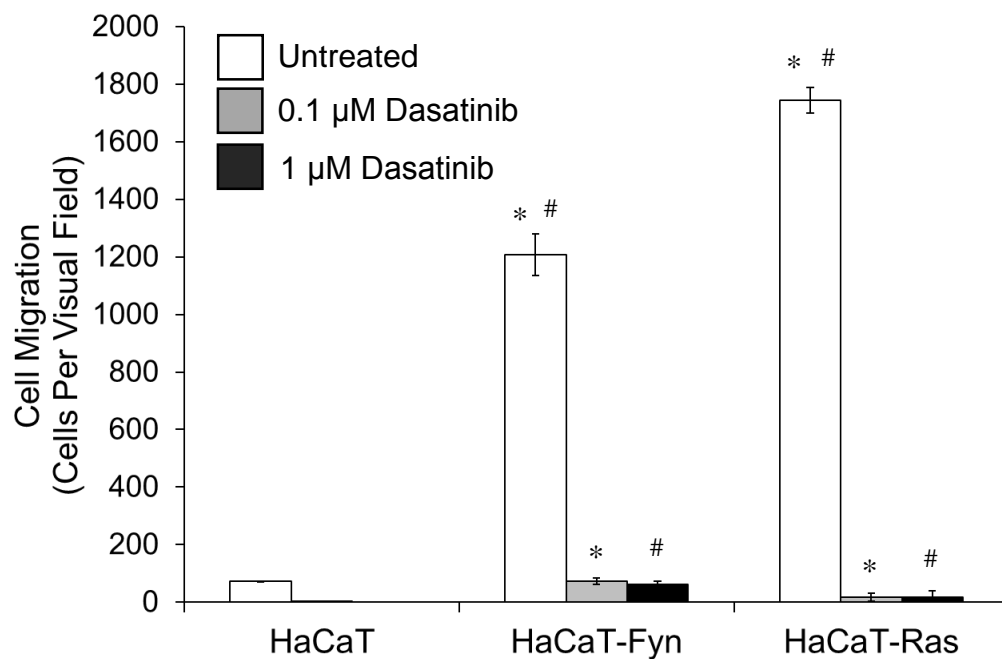 2000
1800
1600
1400
1200
1000
800
600
400
200
0
Cell Migration
(Cells Per Visual Field)
Untreated
0.1 µM Dasatinib
1 µM Dasatinib
* #
* #
* #
* #
HaCaT
HaCaT-Fyn
HaCaT-Ras